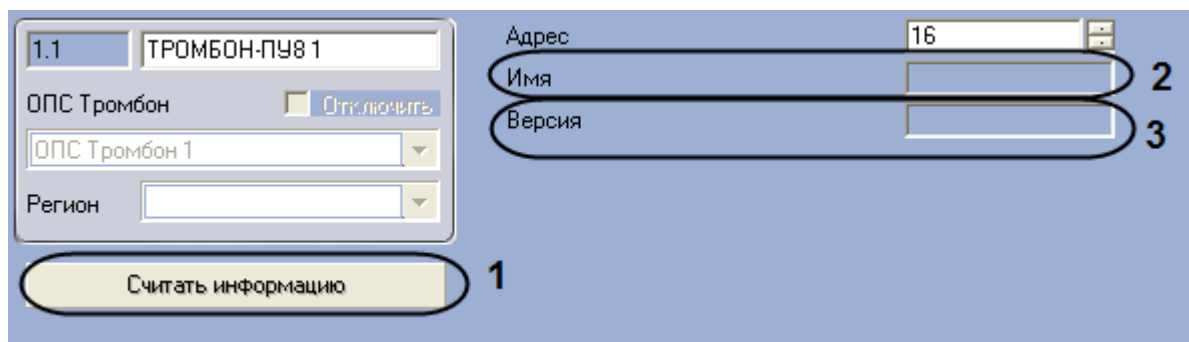 1.1 ТРОМБОН-ПУ8 1
ОПС Тромбон Отключить
ОПС Тромбон 1
Регион
Считать информацию 1
Адрес 16
Имя 2
Версия 3